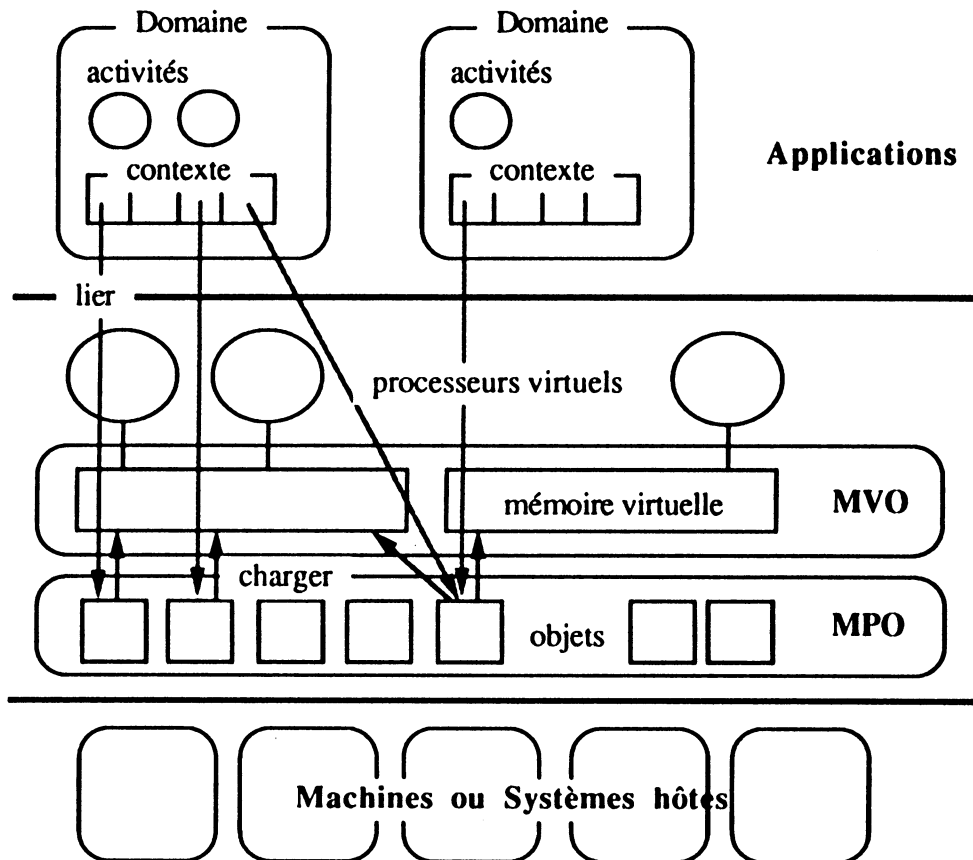 Domaine
Domaine
activités
activités
contexte
contexte
Applications
lier
processeurs virtuels
mémoire virtuelle
MVO
charger
objets
MPO
Machines ou Systèmes hôtes